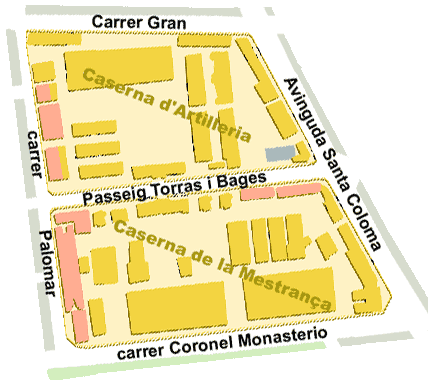 Carrer Gran
Caserna d'Artilleria
Avinguda Santa Coloma
carrer
Palomar
Passeig Torras i Bages
Caserna de la Mestrança
carrer Coronel Monasterio